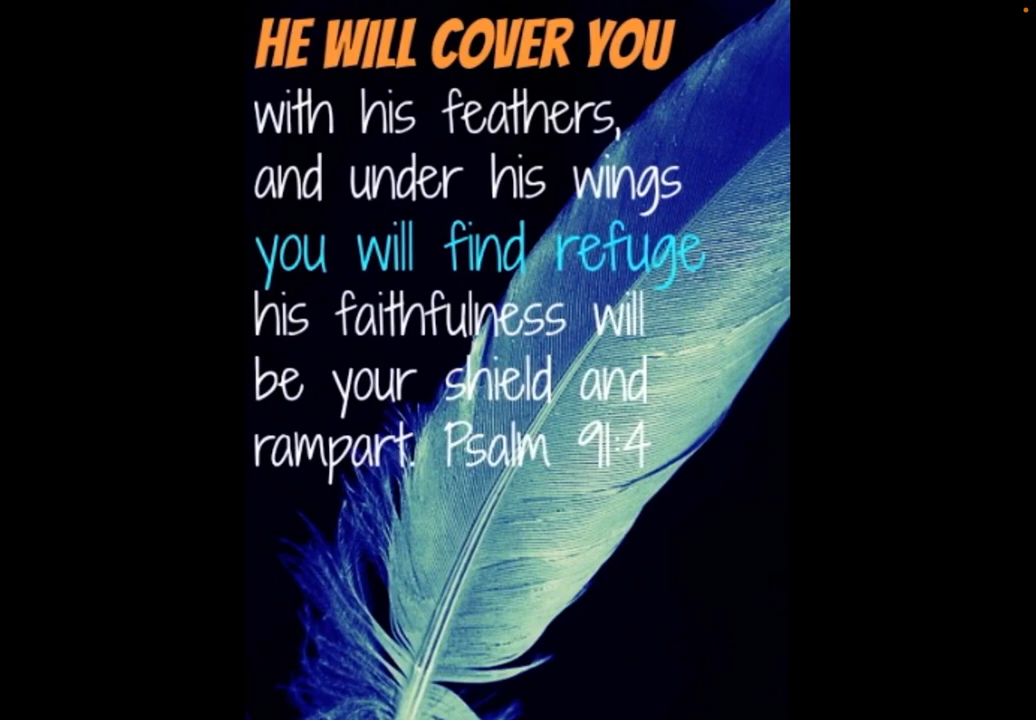 HE WILL COVER YOU
with his feathers,
and under his wings
you will find refuge
his faithfulness will
be your shield and
rampart. Psalm 91:4